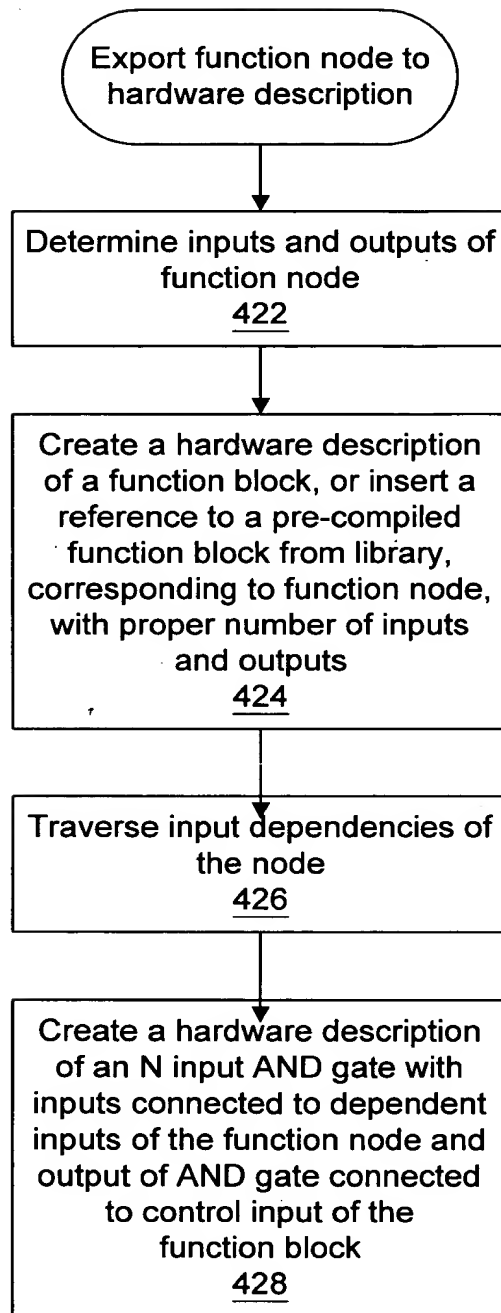 Export function node to
hardware description
Determine inputs and outputs of
function node
422
Create a hardware description
of a function block, or insert a
reference to a pre-compiled
function block from library,
corresponding to function node,
with proper number of inputs
and outputs
424
Traverse input dependencies of
the node
426
Create a hardware description
of an N input AND gate with
inputs connected to dependent
inputs of the function node and
output of AND gate connected
to control input of the
function block
428